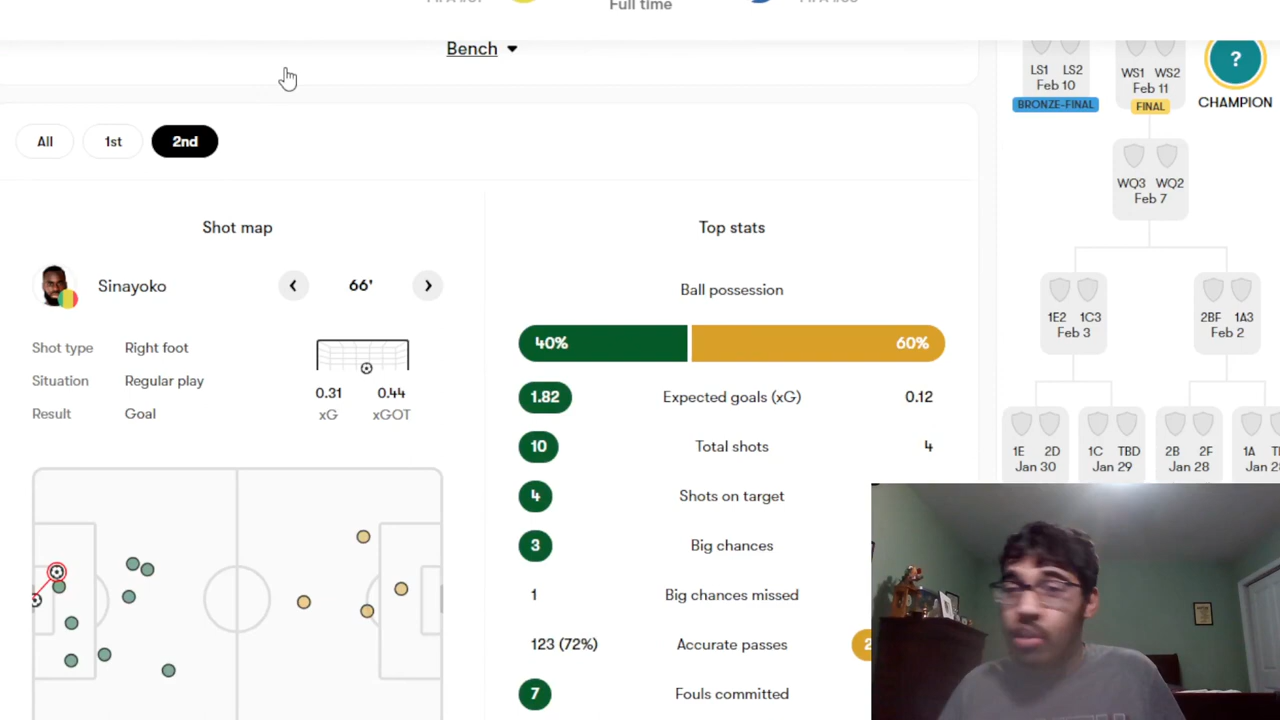 Full time
Bench
All 1st 2nd
Shot map
Sinayoko 66'
Shot type Right foot
Situation Regular play
Result Goal
0.31 0.44
xG xGOT
Top stats
Ball possession
40% 60%
1.82 Expected goals (xG) 0.12
10 Total shots 4
4 Shots on target
3 Big chances
1 Big chances missed
123 (72%) Accurate passes 2
7 Fouls committed
LS1 LS2
Feb 10
BRONZE-FINAL
WS1 WS2
Feb 11
FINAL
?
CHAMPION
WQ3 WQ2
Feb 7
1E2 1C3
Feb 3
2BF 1A3
Feb 2
1E 2D
Jan 30
1C TBD
Jan 29
2B 2F
Jan 28
1A